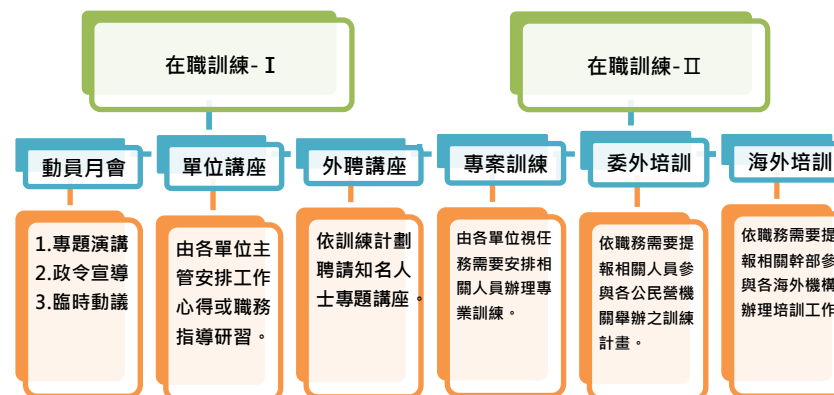 在職訓練-Ⅰ
在職訓練-Ⅱ
動員月會
單位講座
外聘講座
專案訓練
委外培訓
海外培訓
1.專題演講
2.政令宣導
3.臨時動議
由各單位主
管安排工作
心得或職務
指導研習。
依訓練計劃
聘請知名人
士專題講座。
由各單位視任
務需要安排相
關人員辦理專
業訓練。
依職務需要提
報相關人員參
與各公民營機
關舉辦之訓練
計畫。
依職務需要提
報相關幹部參
與各海外機構
辦理培訓工作